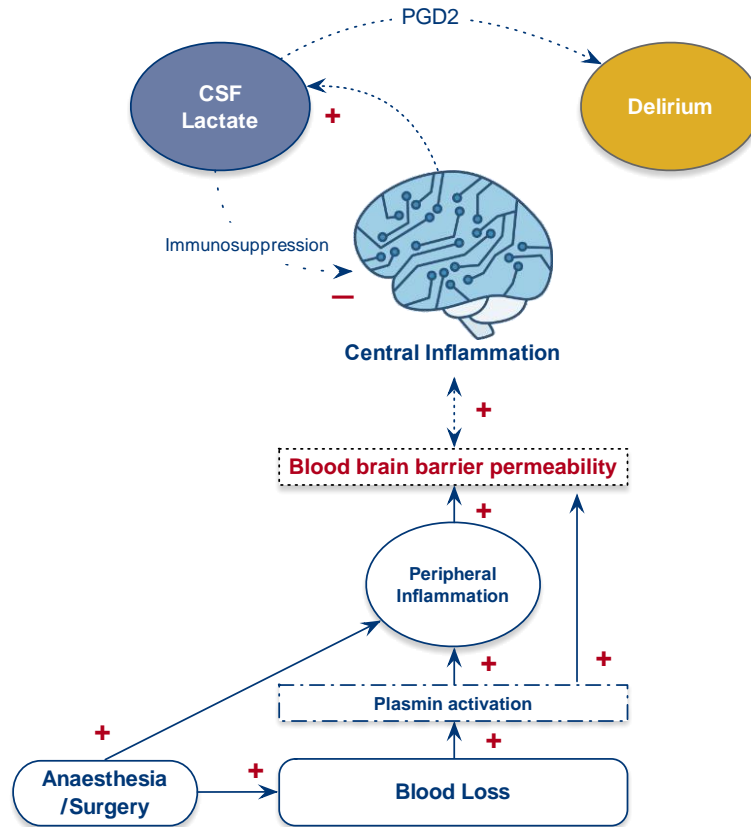 PGD2
CSF
Lactate
Delirium
+
Immunosuppression
−
Central Inflammation
+
Blood brain barrier permeability
+
Peripheral
Inflammation
+
+
Plasmin activation
+
+
Anaesthesia
/Surgery
+
Blood Loss